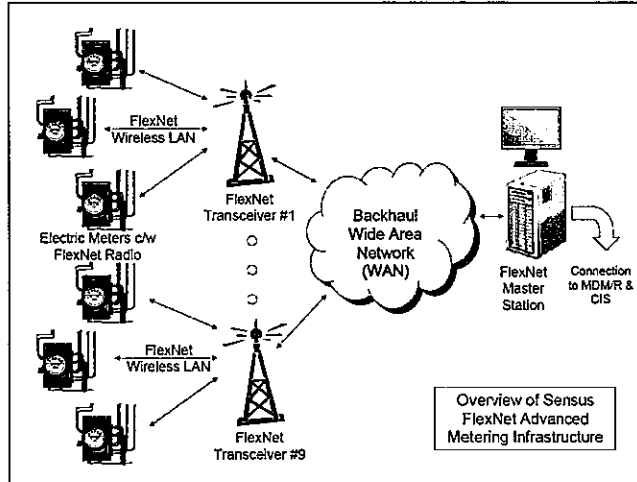 FlexNet
Wireless LAN
FlexNet
Transceiver #1
Electric Meters c/w
FlexNet Radio
Backhaul
Wide Area
Network
(WAN)
FlexNet
Master
Station
Connection
to MDM/R &
CIS
FlexNet
Wireless LAN
FlexNet
Transceiver #9
Overview of Sensus
FlexNet Advanced
Metering Infrastructure